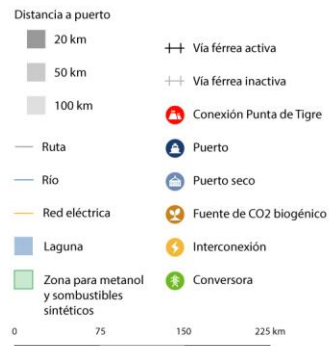 Distancia a puerto
20 km
50 km
100 km
Ruta
Río
Red eléctrica
Laguna
Zona para metanol
y sombustibles
sintéticos
Vía férrea activa
Vía férrea inactiva
Conexión Punta de Tigre
Puerto
Puerto seco
Fuente de CO2 biogénico
Interconexión
Conversora
0 75 150 225 km